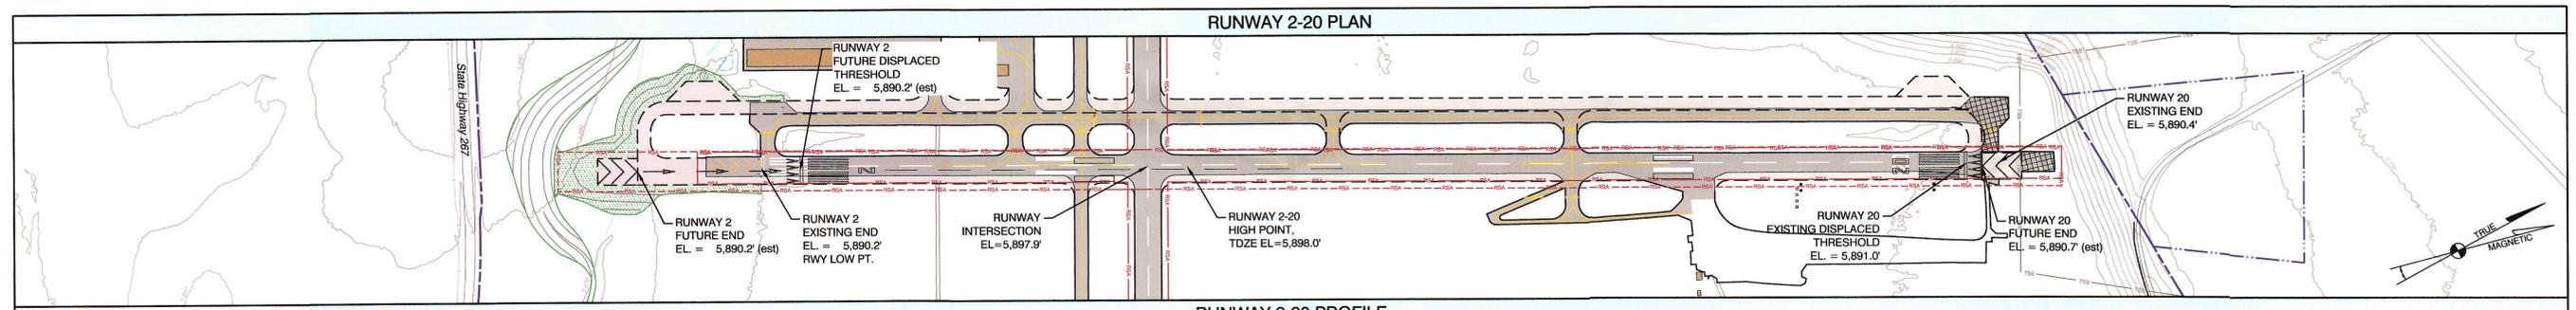 RUNWAY 2-20 PLAN
State Highway 267
RUNWAY 2
FUTURE DISPLACED
THRESHOLD
EL. = 5,890.2' (est)
RUNWAY 20
EXISTING END
EL. = 5,890.4'
RUNWAY 2
FUTURE END
EL. = 5,890.2' (est)
RUNWAY 2
EXISTING END
EL. = 5,890.2'
RWY LOW PT.
RUNWAY
INTERSECTION
EL=5,897.9'
RUNWAY 2-20
HIGH POINT,
TDZE EL=5,898.0'
RUNWAY 20
EXISTING DISPLACED
THRESHOLD
EL. = 5,891.0'
RUNWAY 20
FUTURE END
EL. = 5,890.7' (est)
2
20
RSA
TSS
TRUE
MAGNETIC